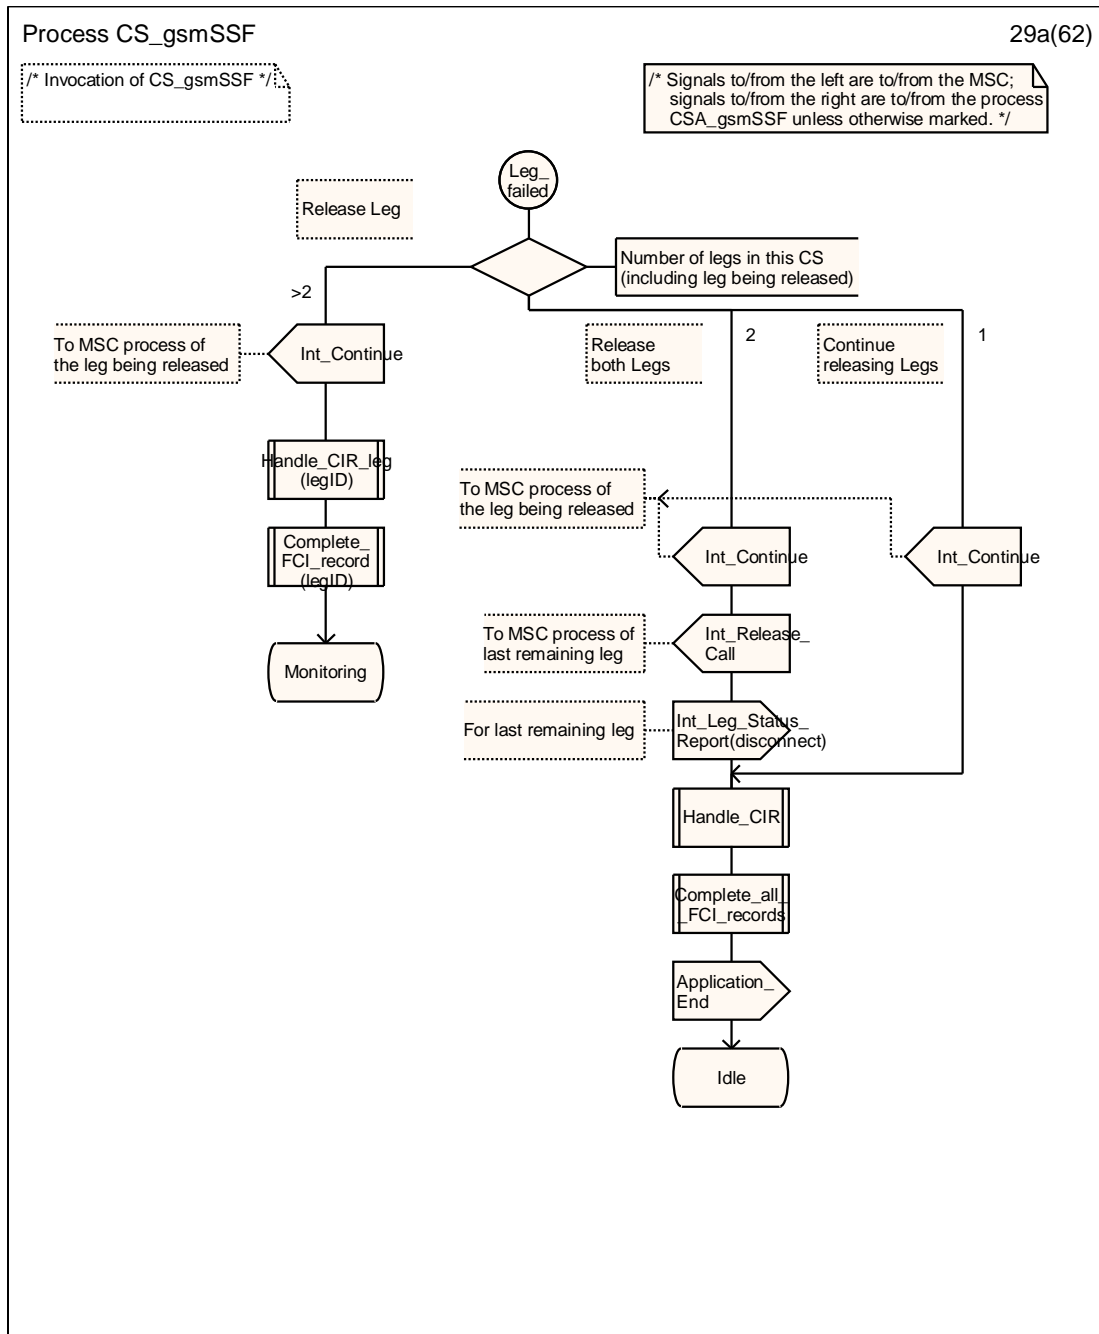 Process CS_gsmSSF
29a(62)
/* Invocation of CS_gsmSSF */
/* Signals to/from the left are to/from the MSC;
signals to/from the right are to/from the process
CSA_gsmSSF unless otherwise marked. */
Leg_
failed
Release Leg
Number of legs in this CS
(including leg being released)
>2
2
1
To MSC process of
the leg being released
Int_Continue
Release
both Legs
Continue
releasing Legs
Handle_CIR_leg
(legID)
To MSC process of
the leg being released
Complete_
FCI_record
(legID)
Int_Continue
Int_Continue
To MSC process of
last remaining leg
Int_Release_
Call
Monitoring
For last remaining leg
Int_Leg_Status_
Report(disconnect)
Handle_CIR
Complete_all_
_FCI_records
Application_
End
Idle